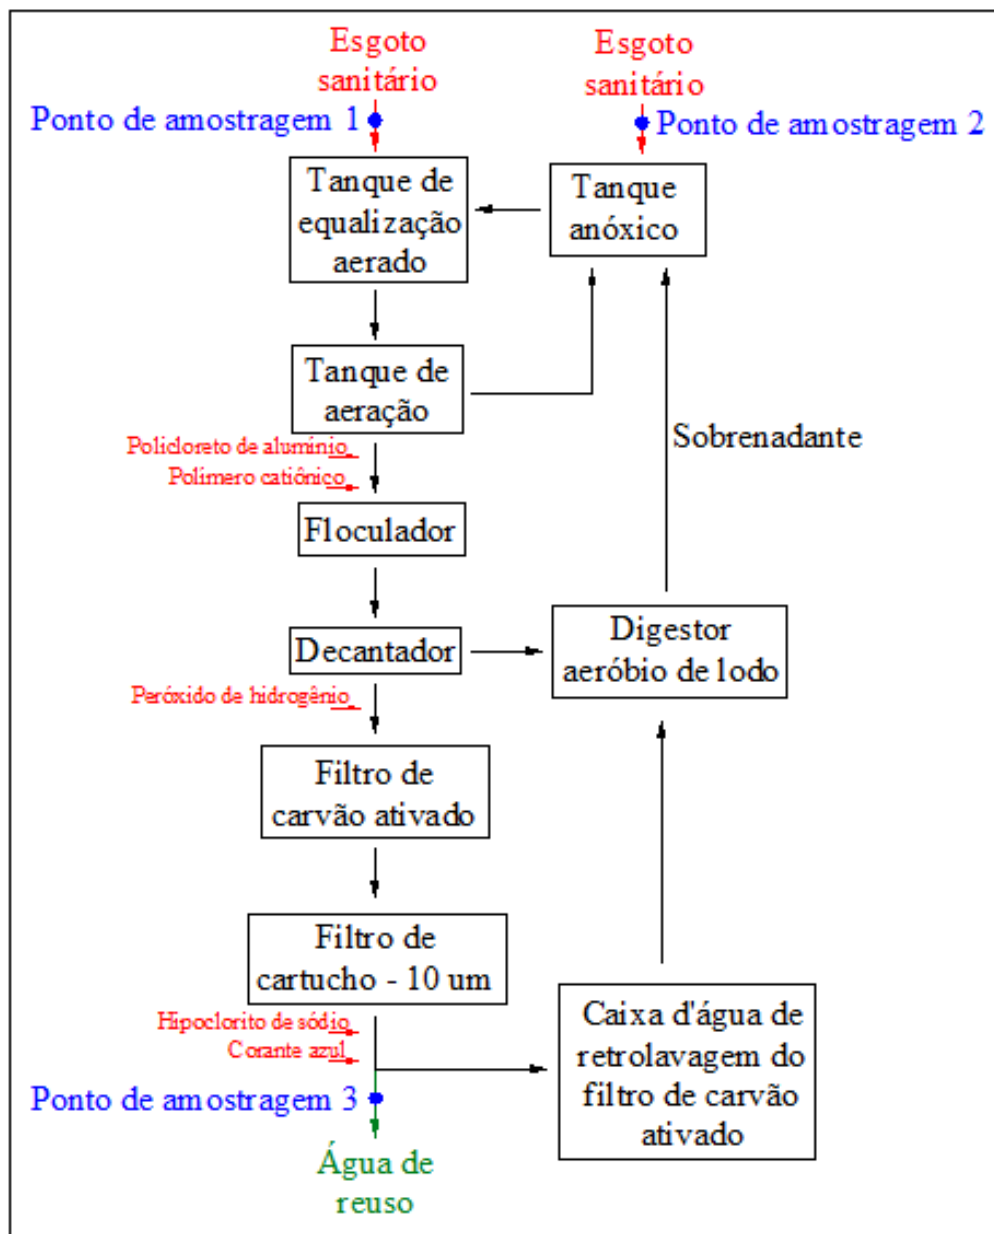 Esgoto
sanitário
Esgoto
sanitário
Ponto de amostragem 1
Ponto de amostragem 2
Tanque de
equalização
aerado
Tanque
anóxico
Tanque de
aeração
Policloreto de alumínio
Polimero catiônico
Sobrenadante
Floculador
Decantador
Digestor
aeróbio de lodo
Peróxido de hidrogênio
Filtro de
carvão ativado
Filtro de
cartucho - 10 um
Hipoclorito de sódio
Corante azul
Caixa d'água de
retrolavagem do
filtro de carvão
ativado
Ponto de amostragem 3
Água de
reuso